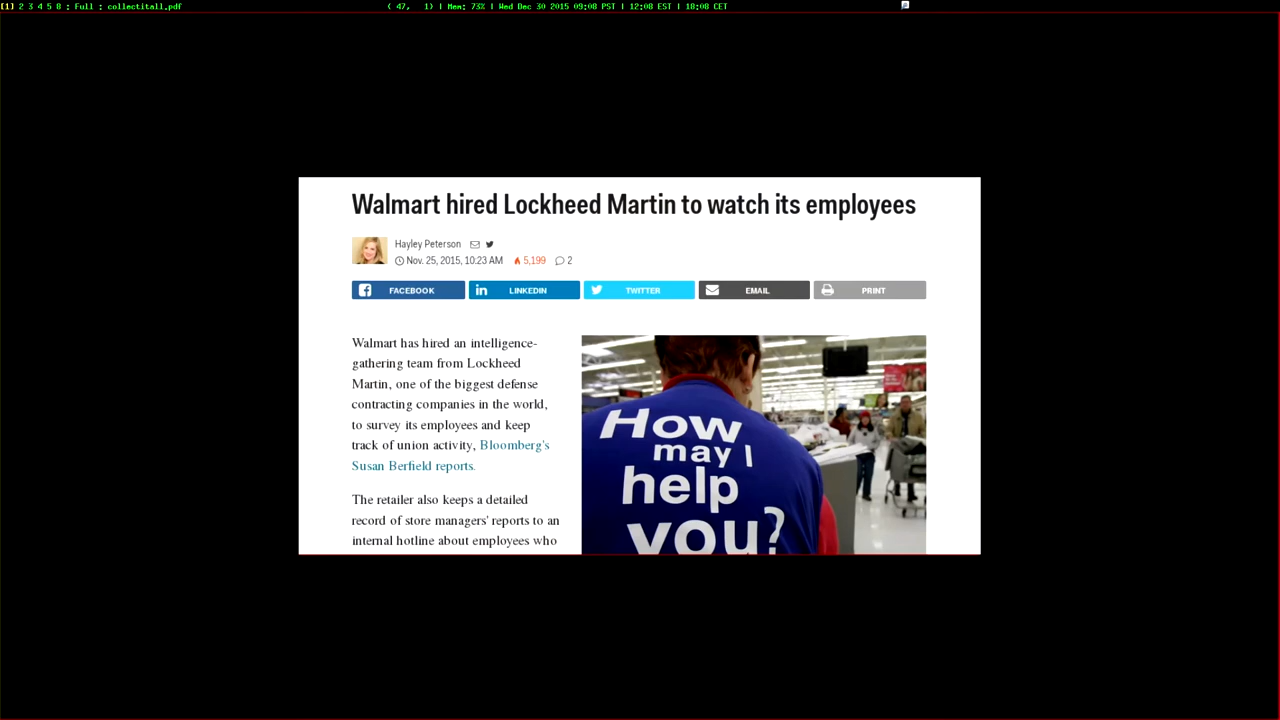 [1] 2 3 4 5 8 : Full : collectitall.pdf
( 47, 1) | Mem: 73% | Wed Dec 30 2015 09:08 PST | 12:08 EST | 18:08 CET
Walmart hired Lockheed Martin to watch its employees
Hayley Peterson
Nov. 25, 2015, 10:23 AM 5,199 2
FACEBOOK
LINKEDIN
TWITTER
EMAIL
PRINT
Walmart has hired an intelligence-
gathering team from Lockheed
Martin, one of the biggest defense
contracting companies in the world,
to survey its employees and keep
track of union activity, Bloomberg's
Susan Berfield reports.
The retailer also keeps a detailed
record of store managers' reports to an
internal hotline about employees who
How
may I
help
you?